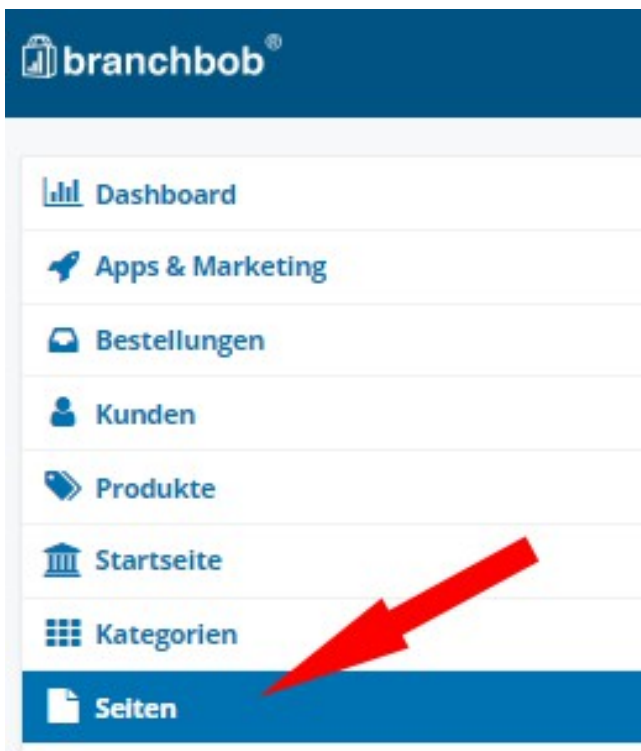 branchbob®
Dashboard
Apps & Marketing
Bestellungen
Kunden
Produkte
Startseite
Kategorien
Seiten